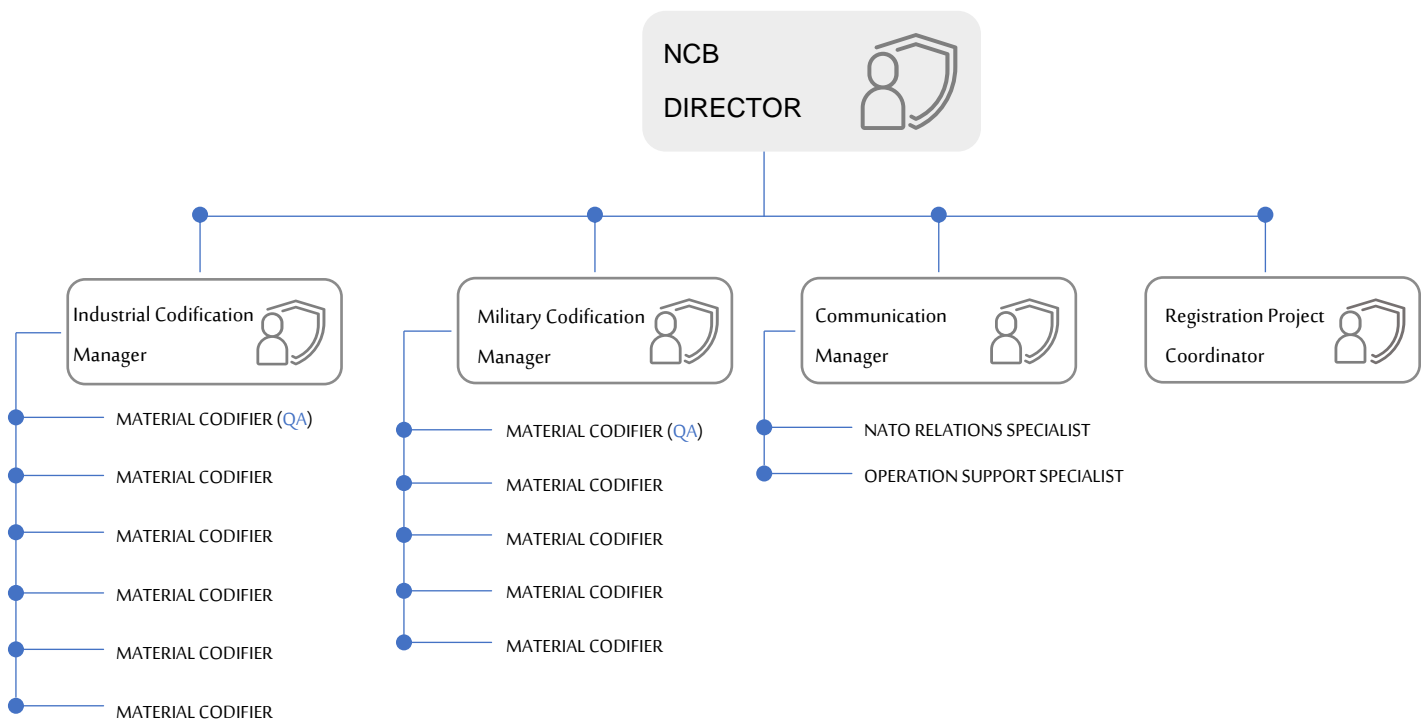 NCB
DIRECTOR
Industrial Codification
Manager
Military Codification
Manager
Communication
Manager
Registration Project
Coordinator
MATERIAL CODIFIER (QA)
MATERIAL CODIFIER
MATERIAL CODIFIER
MATERIAL CODIFIER
MATERIAL CODIFIER
MATERIAL CODIFIER
MATERIAL CODIFIER (QA)
MATERIAL CODIFIER
MATERIAL CODIFIER
MATERIAL CODIFIER
MATERIAL CODIFIER
NATO RELATIONS SPECIALIST
OPERATION SUPPORT SPECIALIST